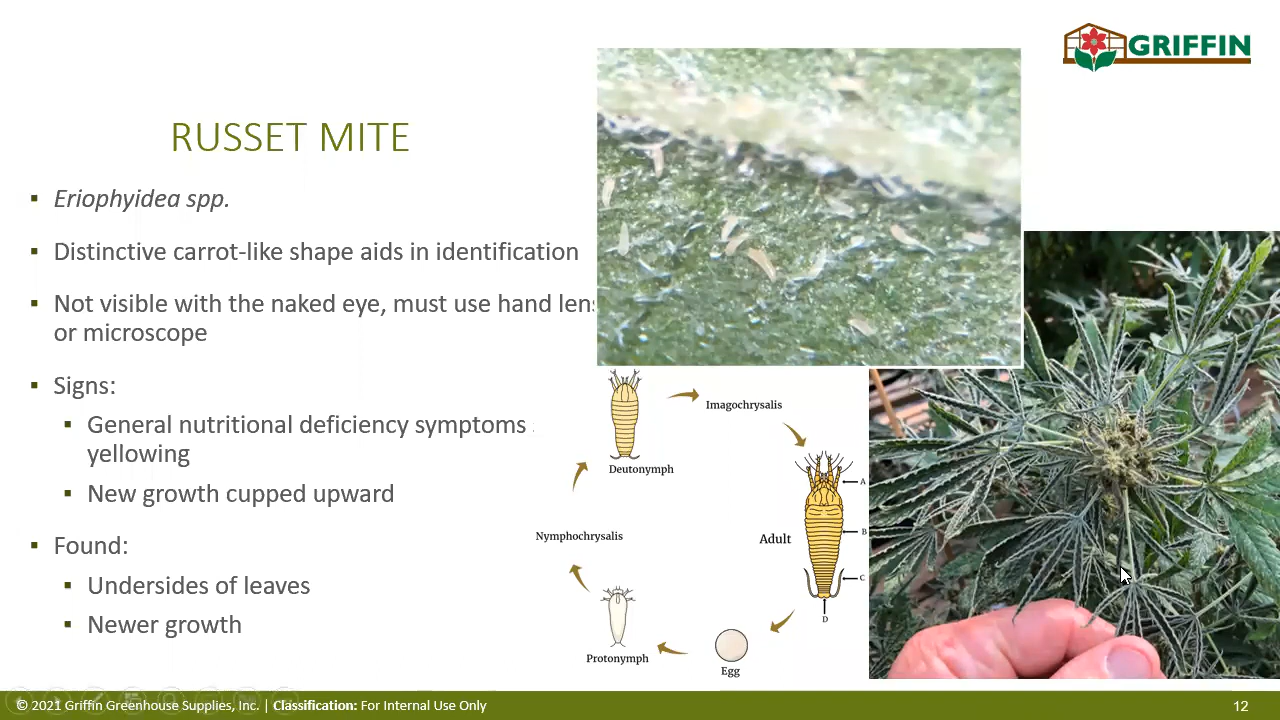 GRIFFIN
RUSSET MITE
▪ Eriophyidea spp.
▪ Distinctive carrot-like shape aids in identification
▪ Not visible with the naked eye, must use hand lens
or microscope
▪ Signs:
▪ General nutritional deficiency symptoms
yellowing
▪ New growth cupped upward
▪ Found:
▪ Undersides of leaves
▪ Newer growth
Deutonymph
Imagochrysalis
Nymphochrysalis
Adult
A
B
C
D
Protonymph
Egg
© 2021 Griffin Greenhouse Supplies, Inc. | Classification: For Internal Use Only
12